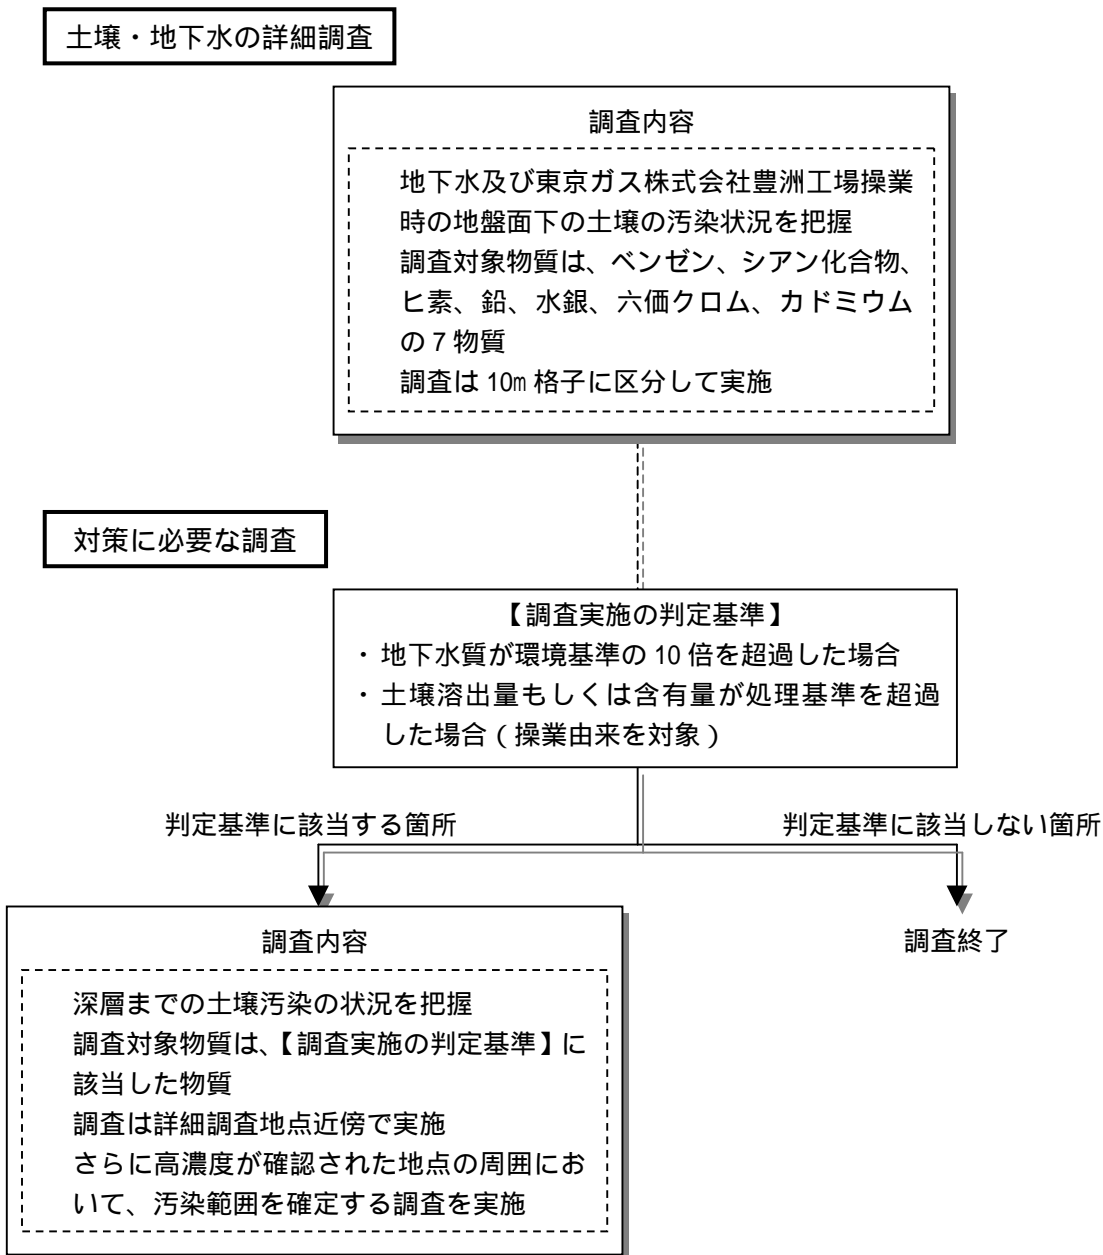 土壌・地下水の詳細調査
調査内容
地下水及び東京ガス株式会社豊洲工場操業
時の地盤面下の土壌の汚染状況を把握
調査対象物質は、ベンゼン、シアン化合物、
ヒ素、鉛、水銀、六価クロム、カドミウム
の７物質
調査は 10m 格子に区分して実施
対策に必要な調査
【調査実施の判定基準】
・地下水質が環境基準の 10 倍を超過した場合
・土壌溶出量もしくは含有量が処理基準を超過
した場合（操業由来を対象）
判定基準に該当する箇所
判定基準に該当しない箇所
調査内容
深層までの土壌汚染の状況を把握
調査対象物質は、【調査実施の判定基準】に
該当した物質
調査は詳細調査地点近傍で実施
さらに高濃度が確認された地点の周囲にお
いて、汚染範囲を確定する調査を実施
調査終了